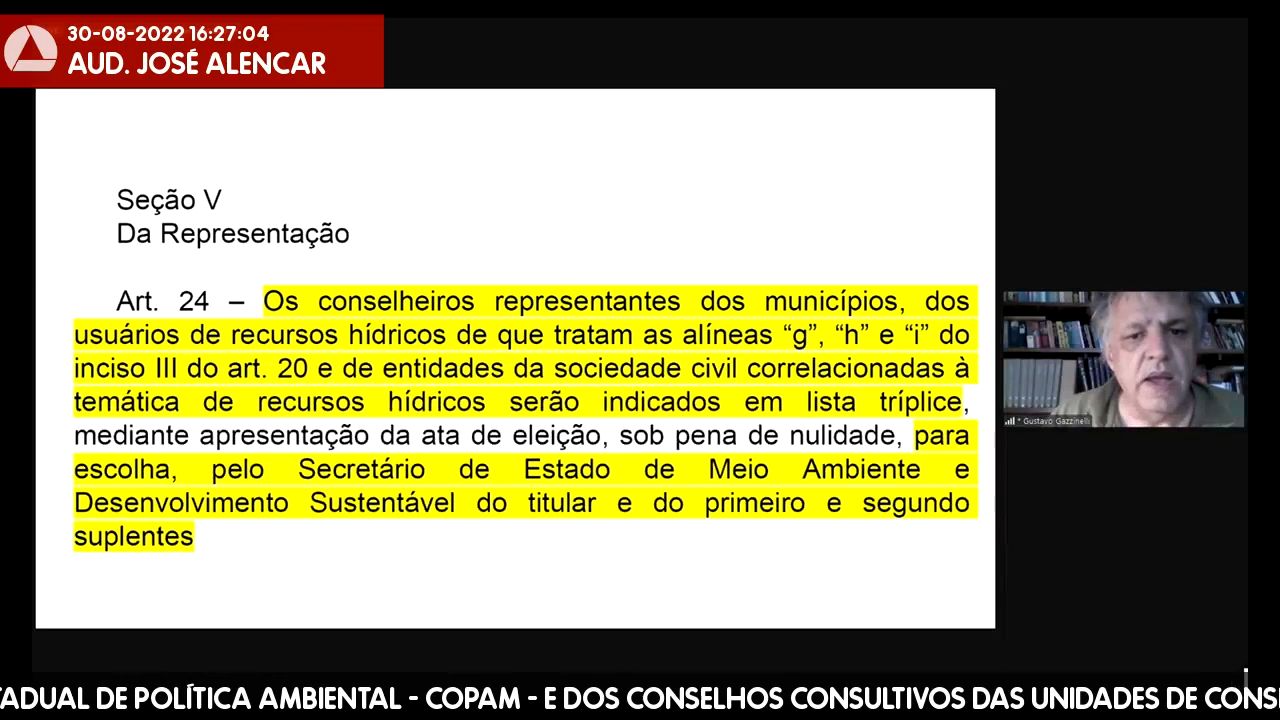 30-08-2022 16:27:04
AUD. JOSÉ ALENCAR
Seção V
Da Representação
Art. 24 – Os conselheiros representantes dos municípios, dos
usuários de recursos hídricos de que tratam as alíneas “g”, “h” e “i” do
inciso III do art. 20 e de entidades da sociedade civil correlacionadas à
temática de recursos hídricos serão indicados em lista tríplice,
mediante apresentação da ata de eleição, sob pena de nulidade, para
escolha, pelo Secretário de Estado de Meio Ambiente e
Desenvolvimento Sustentável do titular e do primeiro e segundo
suplentes
* Gustavo Gazzinelli
TADUAL DE POLÍTICA AMBIENTAL - COPAM - E DOS CONSELHOS CONSULTIVOS DAS UNIDADES DE CONS